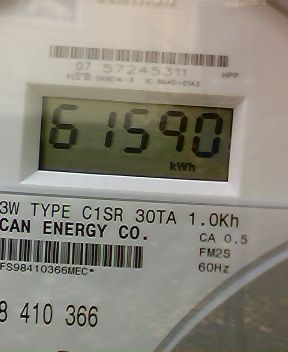 07 57245311
HPP
61590
kWh
3W TYPE C1SR 30TA 1.0Kh
CAN ENERGY CO.
CA 0.5
FM2S
FS98410366MEC*
60Hz
8 410 366